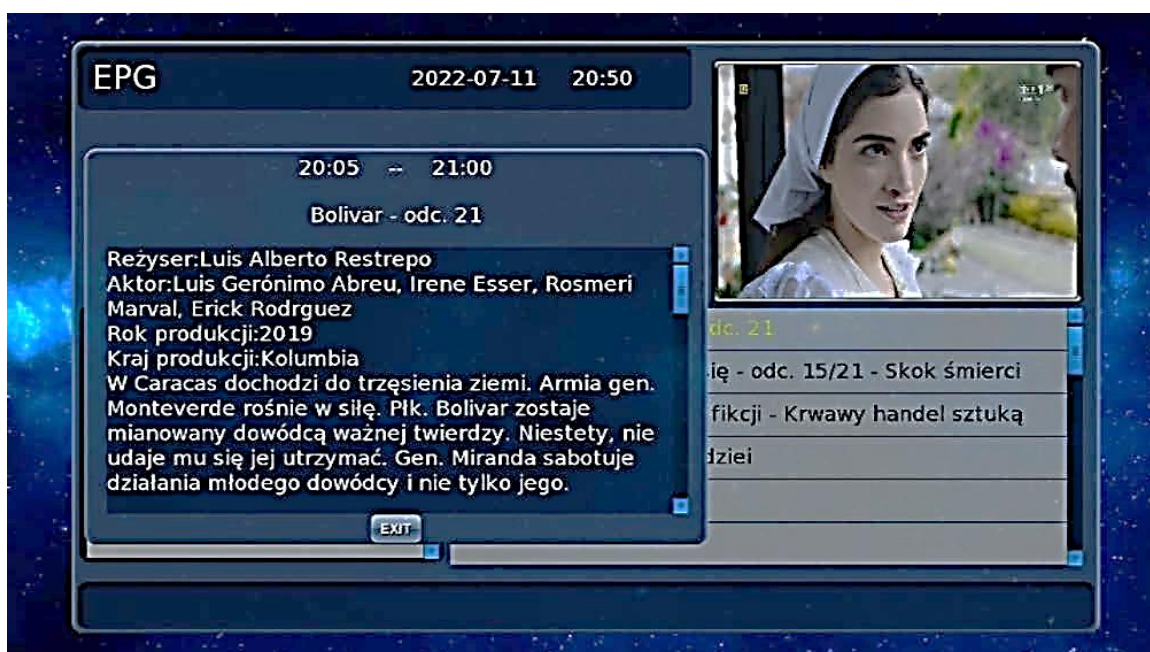 EPG
2022-07-11 20:50
20:05 -- 21:00
Bolivar - odc. 21
Reżyser:Luis Alberto Restrepo
Aktor:Luis Gerónimo Abreu, Irene Esser, Rosmeri
Marval, Erick Rodrguez
Rok produkcji:2019
Kraj produkcji:Kolumbia
W Caracas dochodzi do trzęsienia ziemi. Armia gen.
Monteverde rośnie w siłę. Płk. Bolivar zostaje
mianowany dowódcą ważnej twierdzy. Niestety, nie
udaje mu się jej utrzymać. Gen. Miranda sabotuje
działania młodego dowódcy i nie tylko jego.
EXIT
dc. 21
ię - odc. 15/21 - Skok śmierci
fikcji - Krwawy handel sztuką
dziei